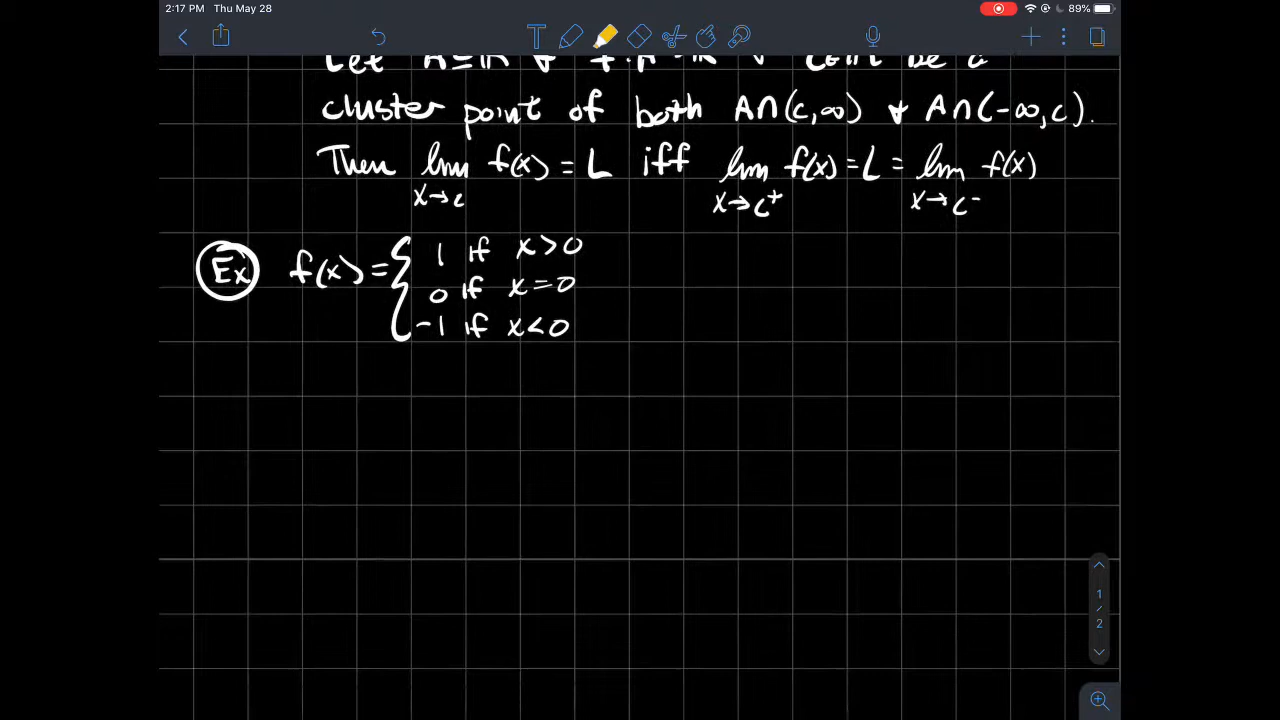 2:17 PM Thu May 28
89%
cluster point of both A∩(c,∞) & A∩(-∞,c).
Then lim f(x) = L iff lim f(x) = L = lim f(x)
x→c x→c⁺ x→c⁻
Ex f(x) = { 1 if x > 0
0 if x = 0
-1 if x < 0
1
/
2